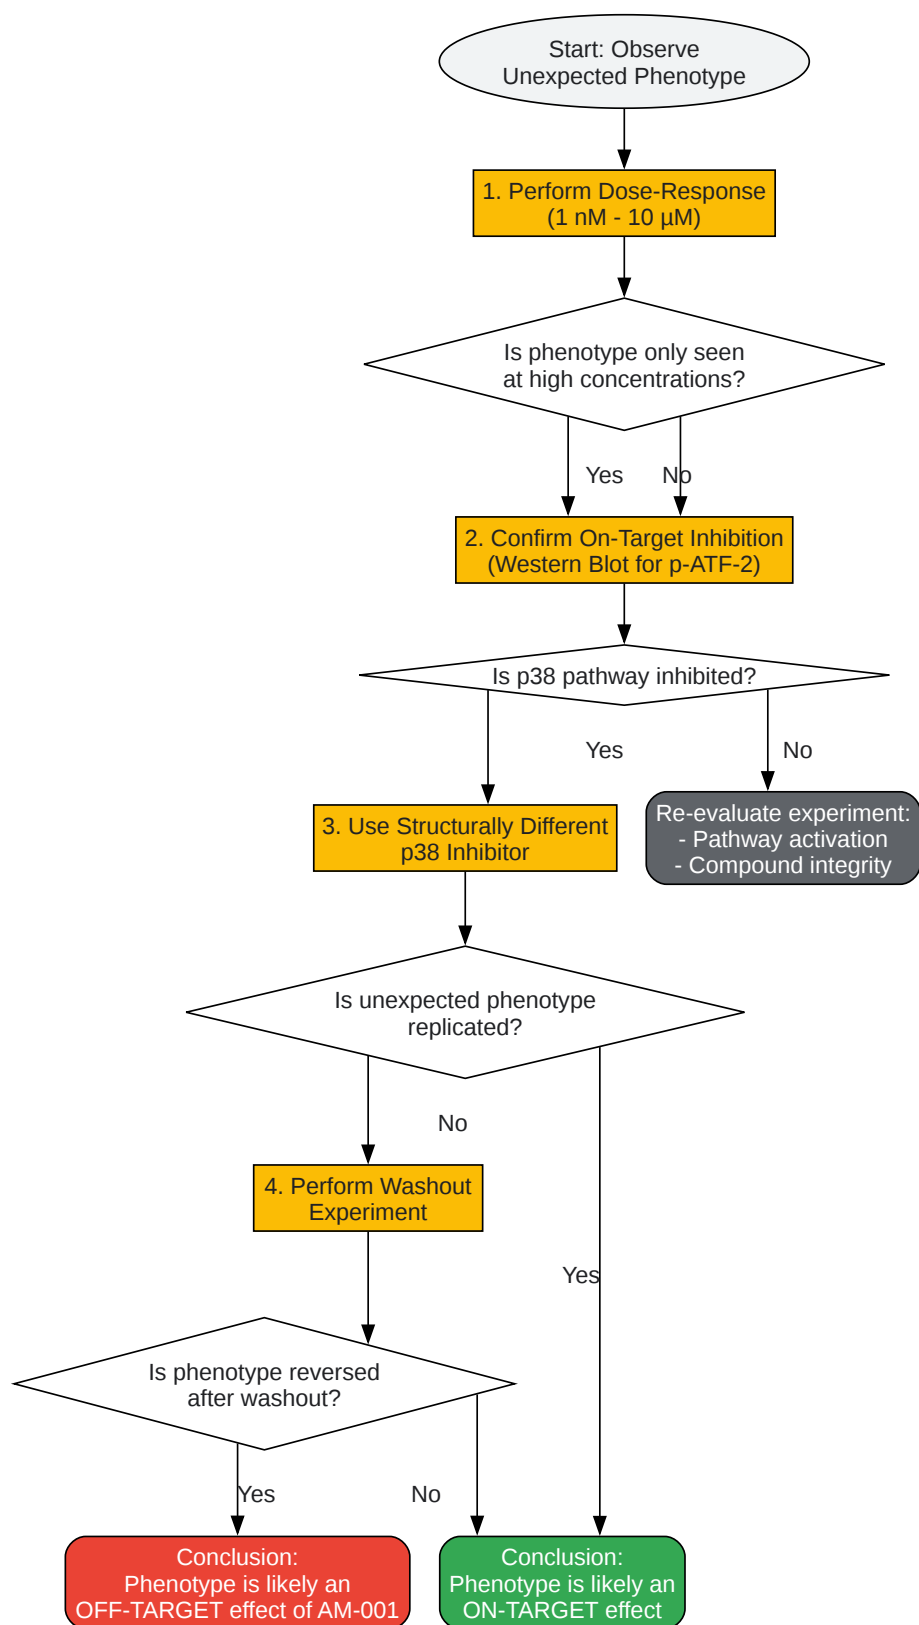 Start: Observe
Unexpected Phenotype
1. Perform Dose-Response
(1 nM - 10 µM)
Is phenotype only seen
at high concentrations?
Yes
No
2. Confirm On-Target Inhibition
(Western Blot for p-ATF-2)
Is p38 pathway inhibited?
Yes
No
3. Use Structurally Different
p38 Inhibitor
Re-evaluate experiment:
- Pathway activation
- Compound integrity
Is unexpected phenotype
replicated?
No
4. Perform Washout
Experiment
Yes
Is phenotype reversed
after washout?
Yes
No
Conclusion:
Phenotype is likely an
OFF-TARGET effect of AM-001
Conclusion:
Phenotype is likely an
ON-TARGET effect